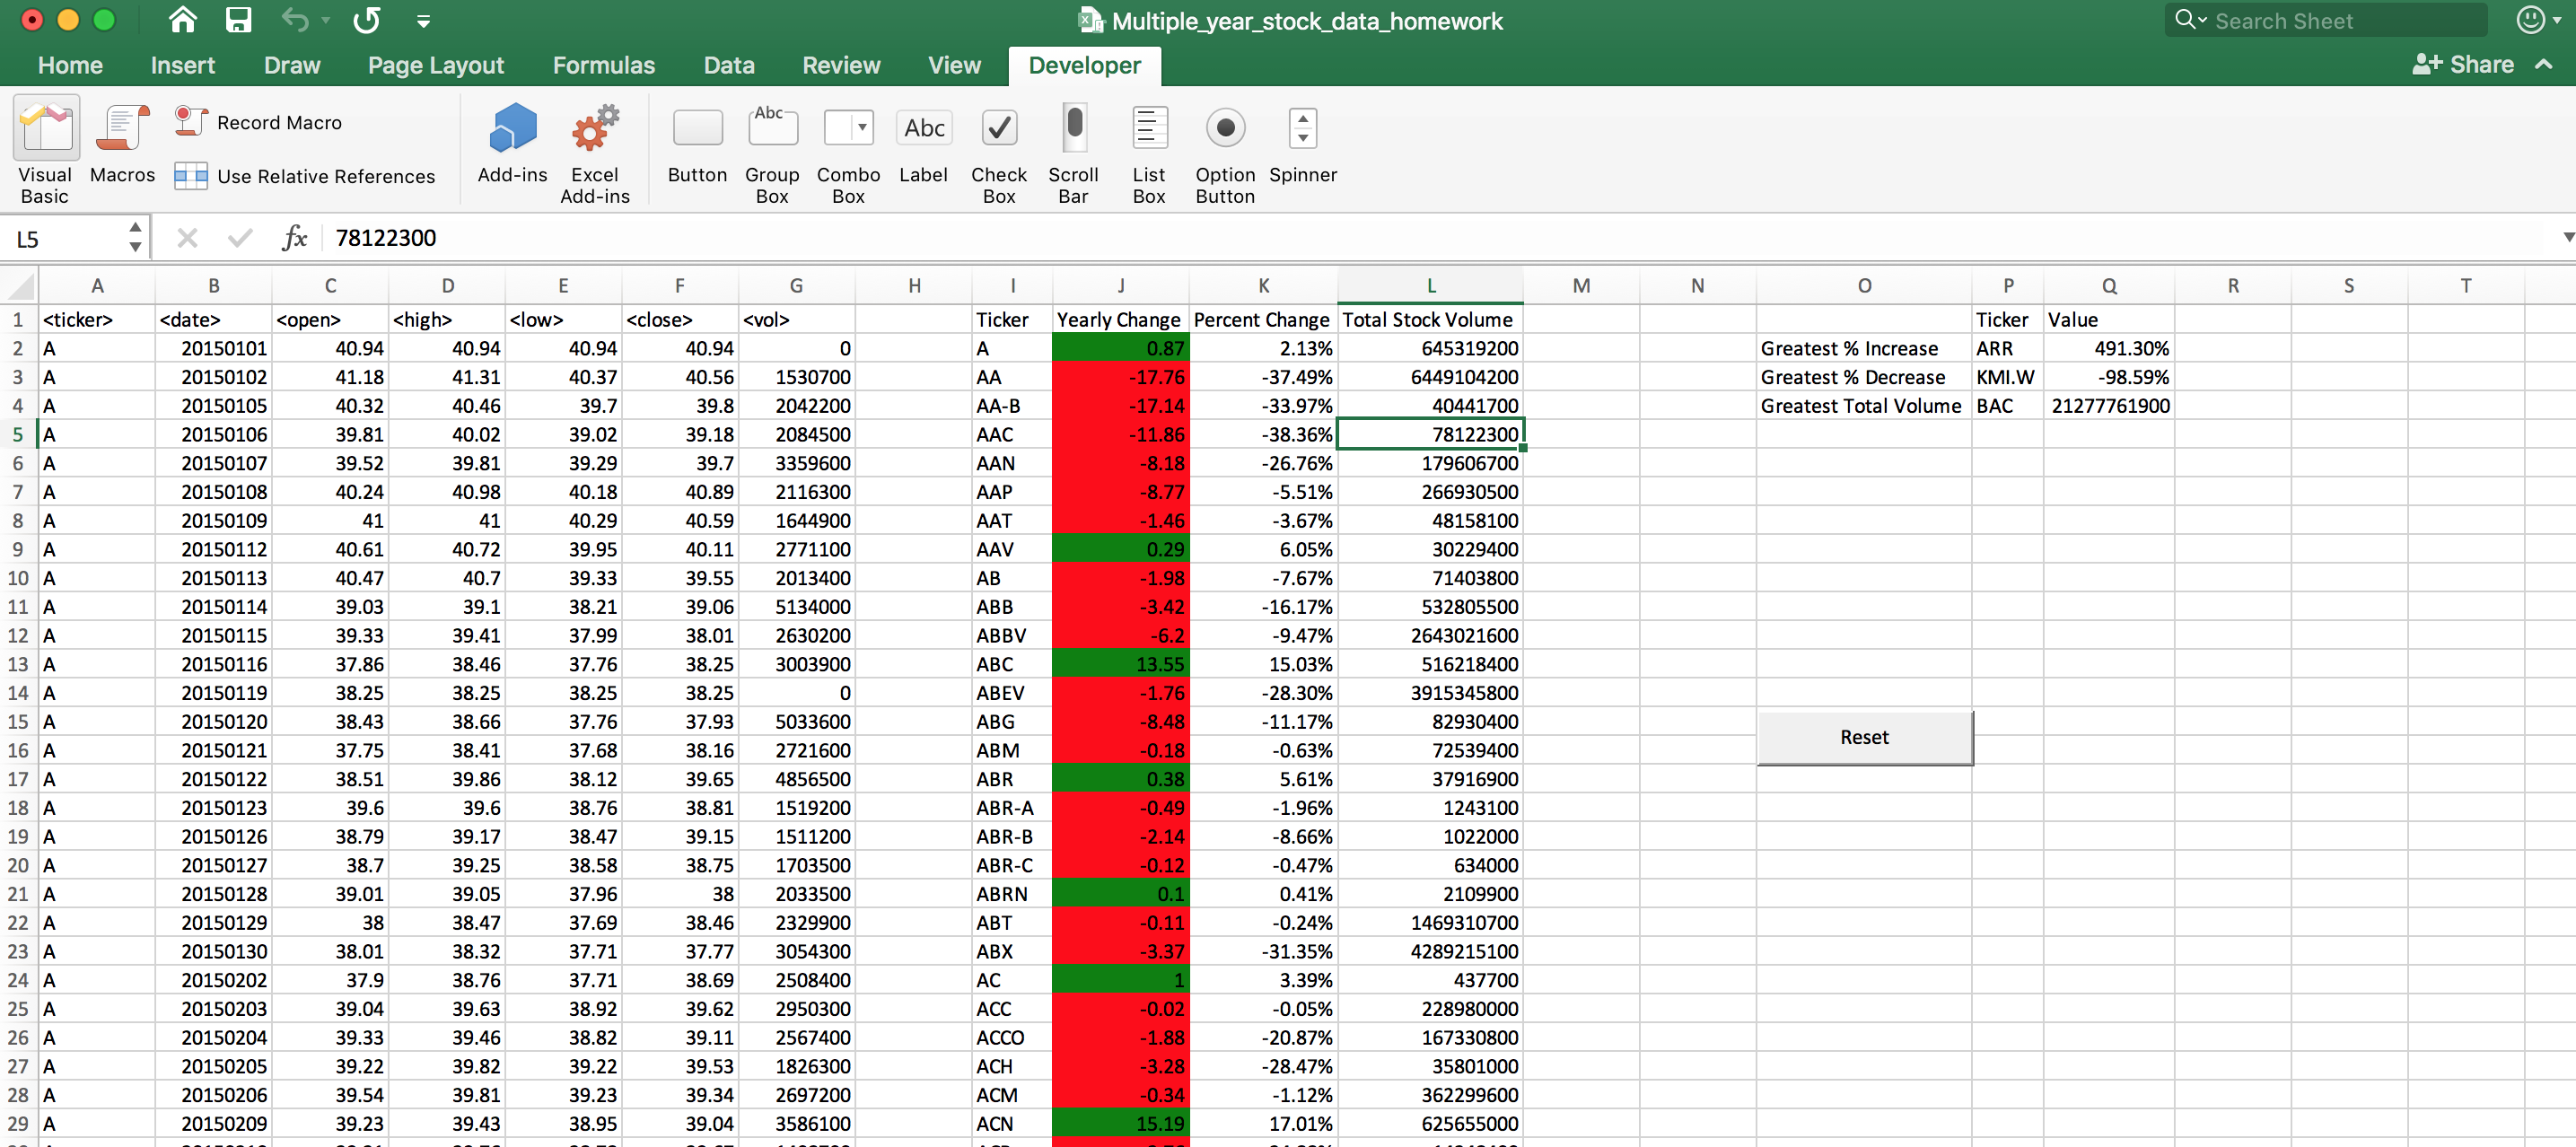 Multiple_year_stock_data_homework
Search Sheet
Home Insert Draw Page Layout Formulas Data Review View Developer Share
Visual Basic
Macros
Record Macro
Use Relative References
Add-ins
Excel Add-ins
Abc
Abc
Button
Group Box
Combo Box
Label
Check Box
Scroll Bar
List Box
Option Button
Spinner
L5 fx 78122300
A B C D E F G H I J K L M N O P Q R S T
1 <ticker> <date> <open> <high> <low> <close> <vol> Ticker Yearly Change Percent Change Total Stock Volume Ticker Value
2 A 20150101 40.94 40.94 40.94 40.94 0 A 0.87 2.13% 645319200 Greatest % Increase ARR 491.30%
3 A 20150102 41.18 41.31 40.37 40.56 1530700 AA -17.76 -37.49% 6449104200 Greatest % Decrease KMI.W -98.59%
4 A 20150105 40.32 40.46 39.7 39.8 2042200 AA-B -17.14 -33.97% 40441700 Greatest Total Volume BAC 21277761900
5 A 20150106 39.81 40.02 39.02 39.18 2084500 AAC -11.86 -38.36% 78122300
6 A 20150107 39.52 39.81 39.29 39.7 3359600 AAN -8.18 -26.76% 179606700
7 A 20150108 40.24 40.98 40.18 40.89 2116300 AAP -8.77 -5.51% 266930500
8 A 20150109 41 41 40.29 40.59 1644900 AAT -1.46 -3.67% 48158100
9 A 20150112 40.61 40.72 39.95 40.11 2771100 AAV 0.29 6.05% 30229400
10 A 20150113 40.47 40.7 39.33 39.55 2013400 AB -1.98 -7.67% 71403800
11 A 20150114 39.03 39.1 38.21 39.06 5134000 ABB -3.42 -16.17% 532805500
12 A 20150115 39.33 39.41 37.99 38.01 2630200 ABBV -6.2 -9.47% 2643021600
13 A 20150116 37.86 38.46 37.76 38.25 3003900 ABC 13.55 15.03% 516218400
14 A 20150119 38.25 38.25 38.25 38.25 0 ABEV -1.76 -28.30% 3915345800
15 A 20150120 38.43 38.66 37.76 37.93 5033600 ABG -8.48 -11.17% 82930400
16 A 20150121 37.75 38.41 37.68 38.16 2721600 ABM -0.18 -0.63% 72539400 Reset
17 A 20150122 38.51 39.86 38.12 39.65 4856500 ABR 0.38 5.61% 37916900
18 A 20150123 39.6 39.6 38.76 38.81 1519200 ABR-A -0.49 -1.96% 1243100
19 A 20150126 38.79 39.17 38.47 39.15 1511200 ABR-B -2.14 -8.66% 1022000
20 A 20150127 38.7 39.25 38.58 38.75 1703500 ABR-C -0.12 -0.47% 634000
21 A 20150128 39.01 39.05 37.96 38 2033500 ABRN 0.1 0.41% 2109900
22 A 20150129 38 38.47 37.69 38.46 2329900 ABT -0.11 -0.24% 1469310700
23 A 20150130 38.01 38.32 37.71 37.77 3054300 ABX -3.37 -31.35% 4289215100
24 A 20150202 37.9 38.76 37.71 38.69 2508400 AC 1 3.39% 437700
25 A 20150203 39.04 39.63 38.92 39.62 2950300 ACC -0.02 -0.05% 228980000
26 A 20150204 39.33 39.46 38.82 39.11 2567400 ACCO -1.88 -20.87% 167330800
27 A 20150205 39.22 39.82 39.22 39.53 1826300 ACH -3.28 -28.47% 35801000
28 A 20150206 39.54 39.81 39.23 39.34 2697200 ACM -0.34 -1.12% 362299600
29 A 20150209 39.23 39.43 38.95 39.04 3586100 ACN 15.19 17.01% 625655000